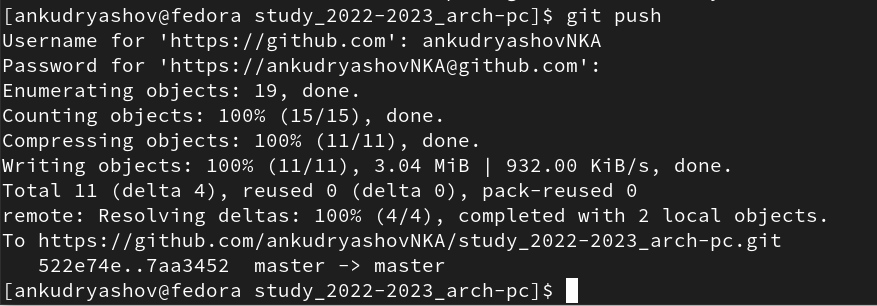 [ankudryashov@fedora study_2022-2023_arch-pc]$ git push
Username for 'https://github.com': ankudryashovNKA
Password for 'https://ankudryashovNKA@github.com':
Enumerating objects: 19, done.
Counting objects: 100% (15/15), done.
Compressing objects: 100% (11/11), done.
Writing objects: 100% (11/11), 3.04 MiB | 932.00 KiB/s, done.
Total 11 (delta 4), reused 0 (delta 0), pack-reused 0
remote: Resolving deltas: 100% (4/4), completed with 2 local objects.
To https://github.com/ankudryashovNKA/study_2022-2023_arch-pc.git
   522e74e..7aa3452  master -> master
[ankudryashov@fedora study_2022-2023_arch-pc]$